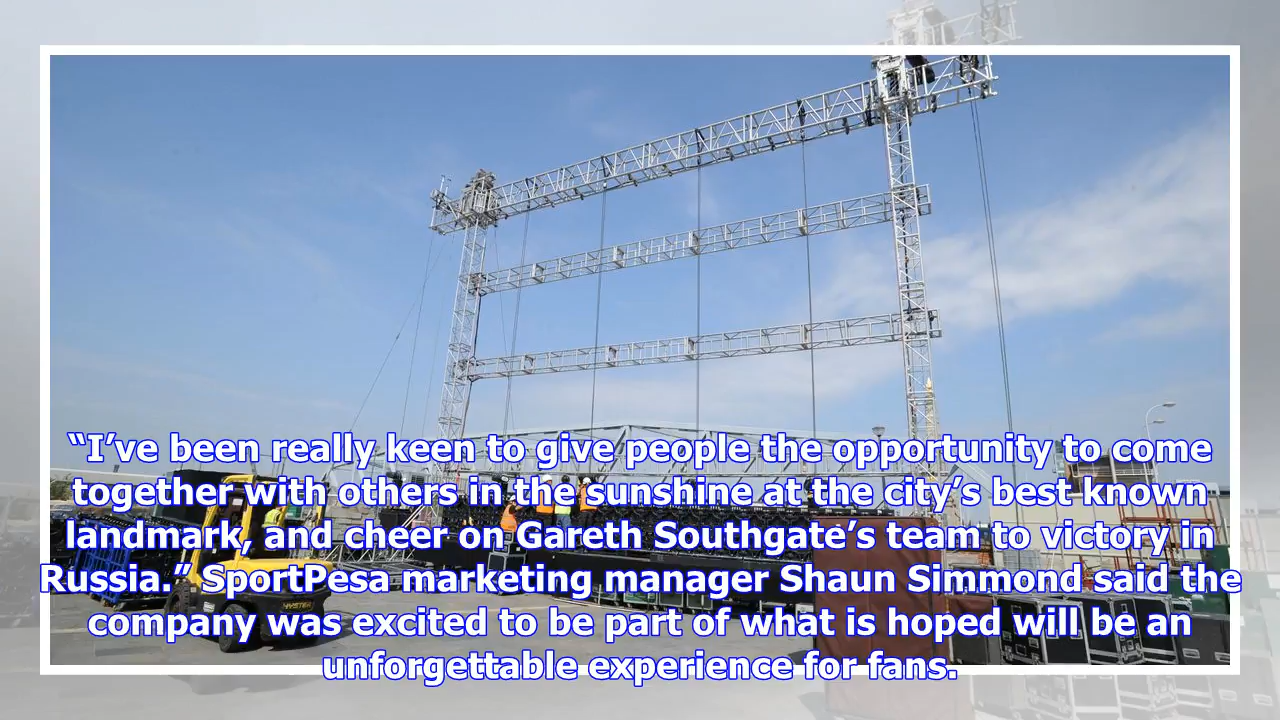 “I’ve been really keen to give people the opportunity to come
together with others in the sunshine at the city’s best known
landmark, and cheer on Gareth Southgate’s team to victory in
Russia.” SportPesa marketing manager Shaun Simmond said the
company was excited to be part of what is hoped will be an
unforgettable experience for fans.
HYSTER